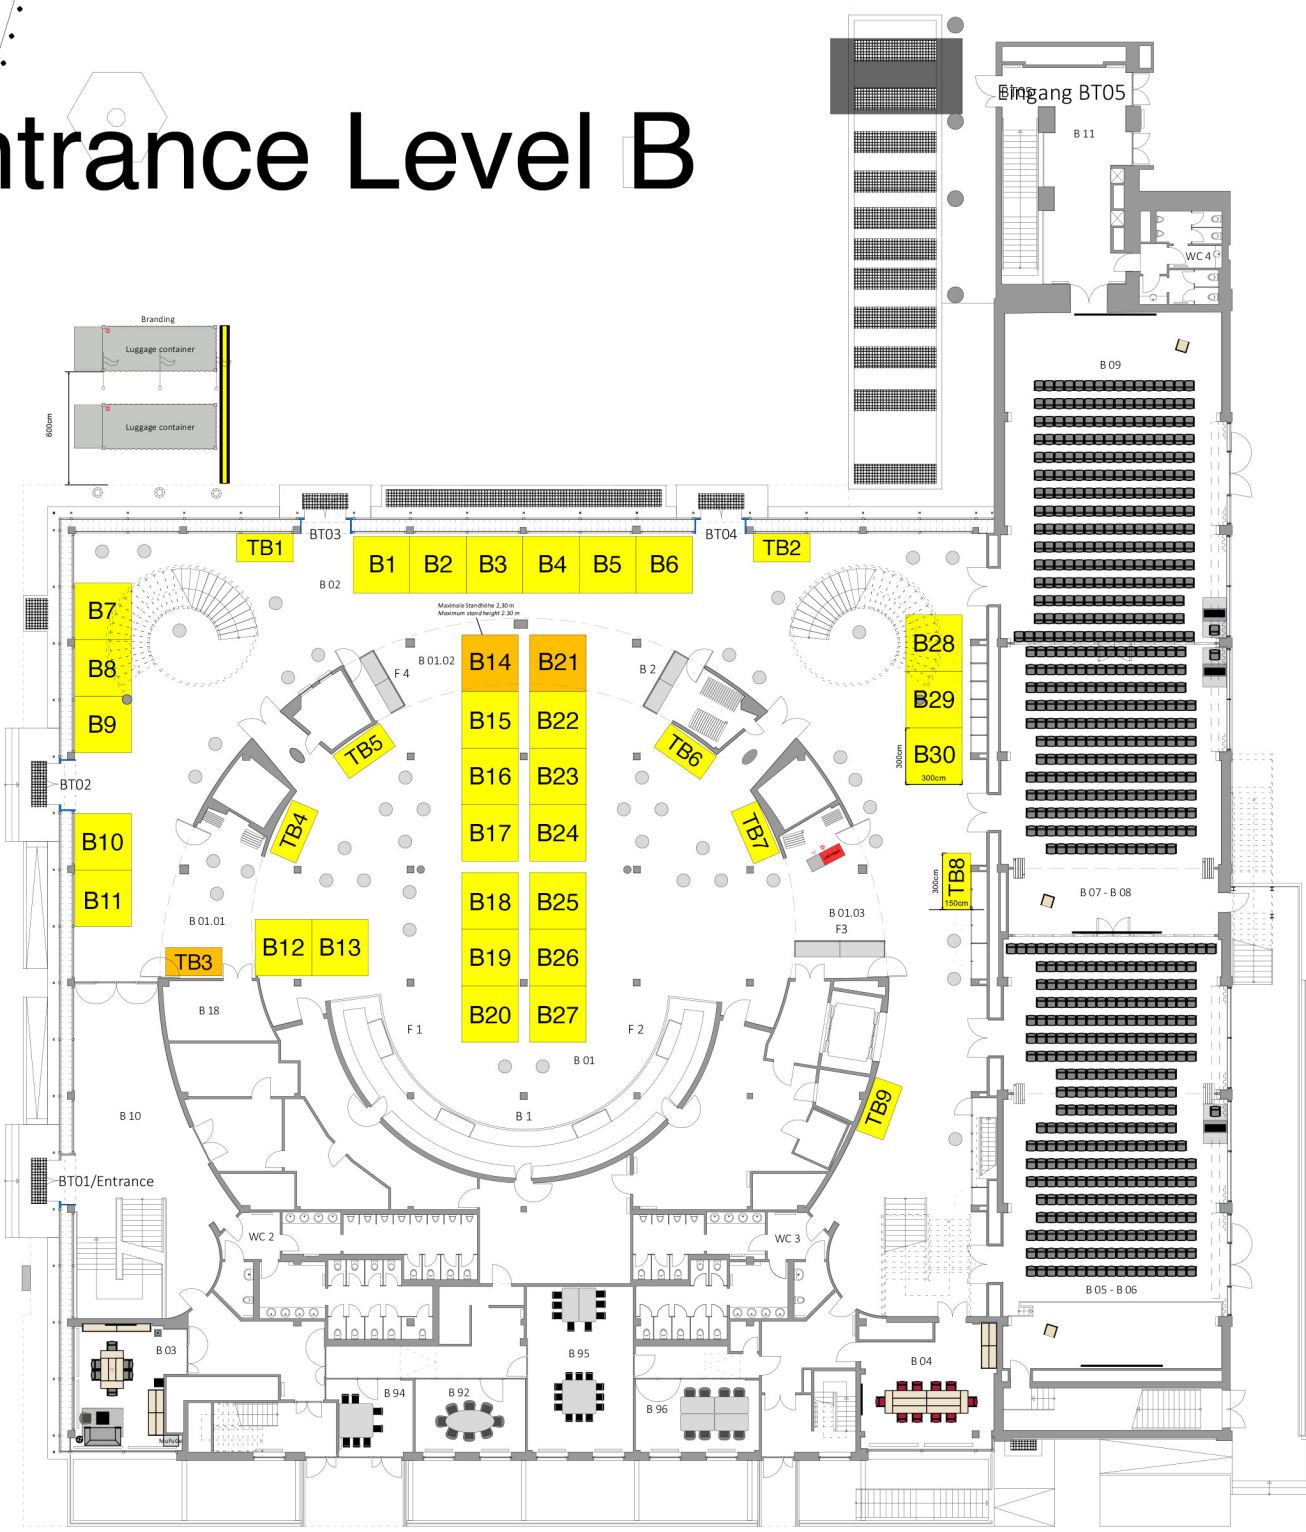 Eingang BT05
B 11
ntrance Level B
WC 4
Branding
Luggage container
B 09
Luggage container
600cm
BT03
BT04
TB1
TB2
B1 B2 B3 B4 B5 B6
B 02
B7
Maximale Standhöhe 2,30 m
Maximum stand height 2.30 m
B28
B8
B14 B21
B 01.02
F 4
B 2
B29
B9
B15 B22
TB5
TB6
B30
300cm
300cm
BT02
B16 B23
TB4
TB7
B10
B17 B24
TB8
300cm
150cm
B11
B18 B25
B 07 - B 08
B 01.01
B 01.03
F3
B12 B13
B19 B26
TB3
B 18
B20 B27
F 1
F 2
B 01
B 10
B 1
TB9
BT01/Entrance
WC 2
WC 3
B 05 - B 06
B 03
B 95
B 04
B 94
B 92
B 96
MuFuGa